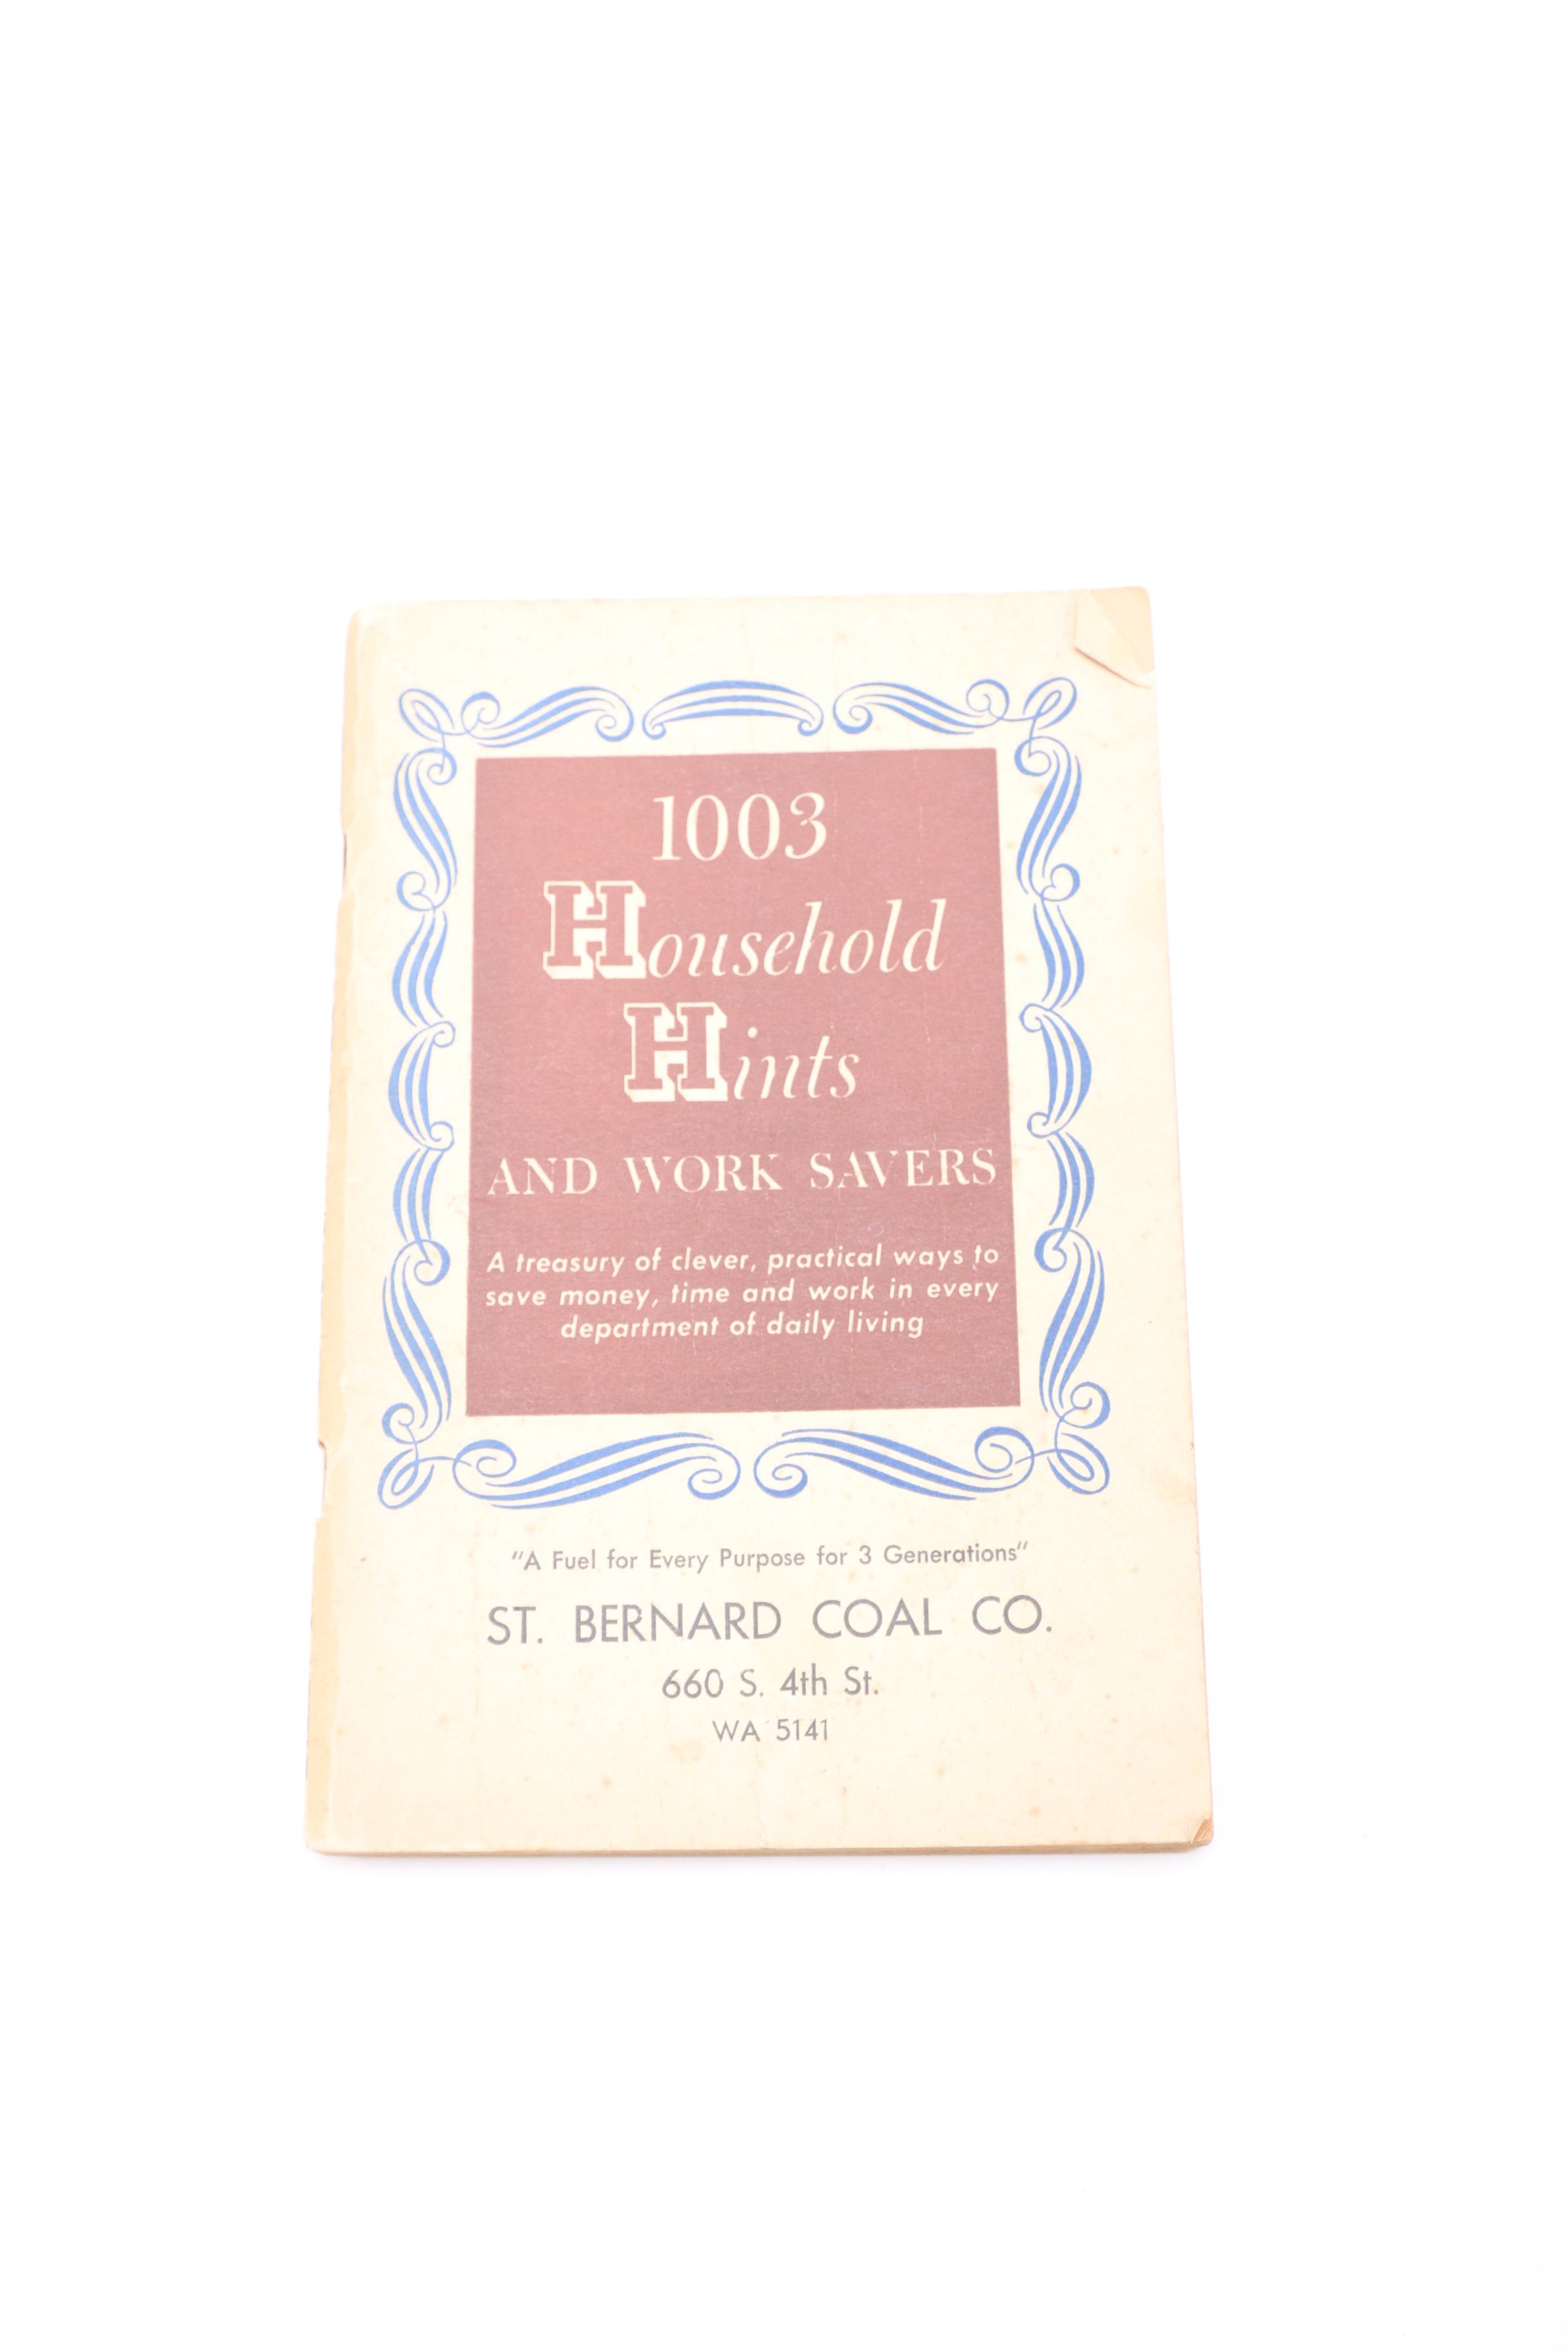 1003
Household
Hints
AND WORK SAVERS
A treasury of clever, practical ways to
save money, time and work in every
department of daily living
"A Fuel for Every Purpose for 3 Generations"
ST. BERNARD COAL CO.
660 S. 4th St.
WA 5141